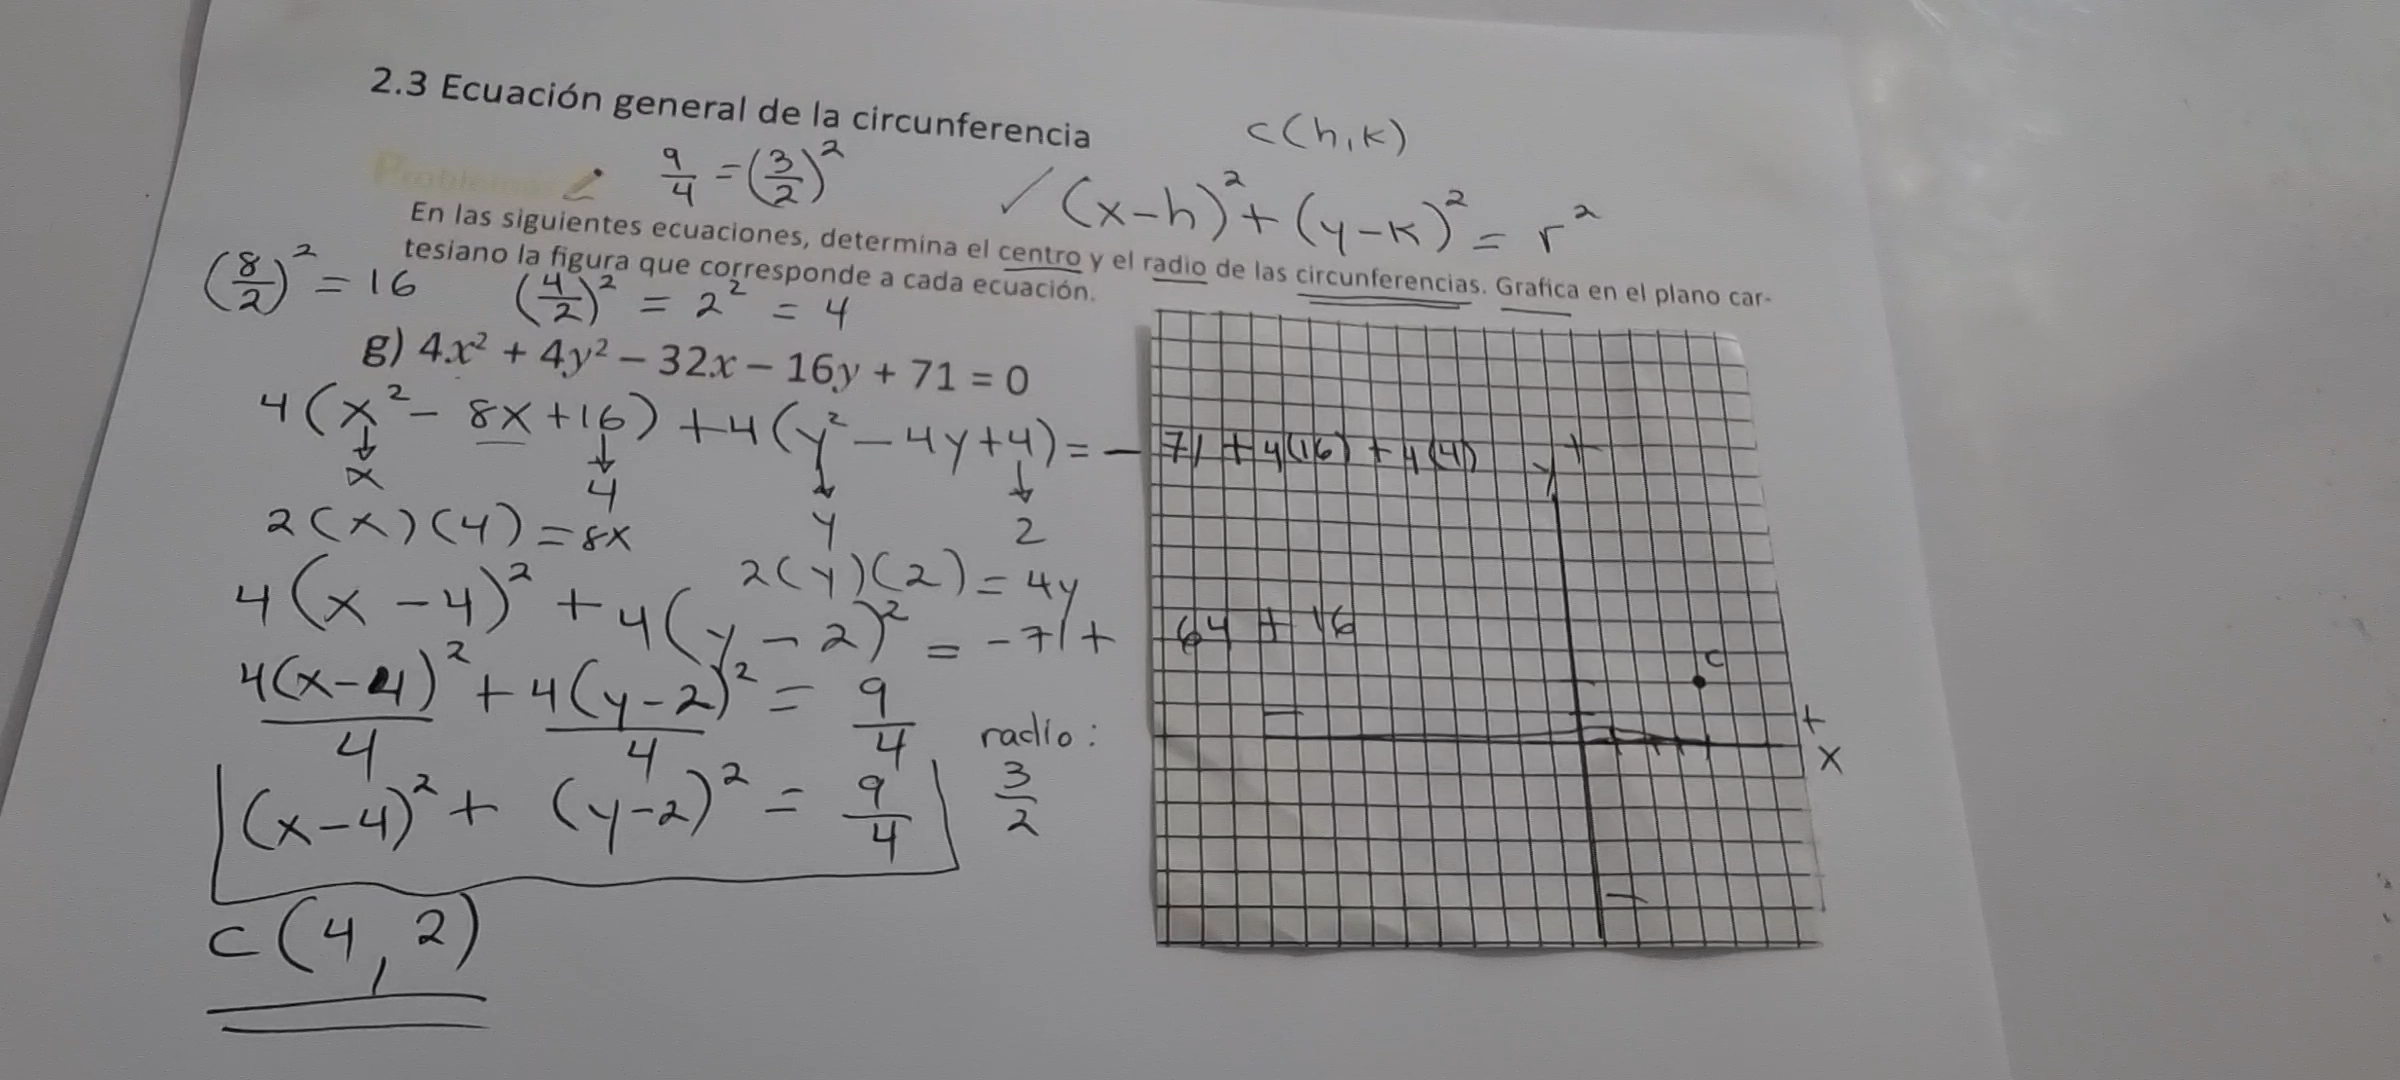 2.3 Ecuación general de la circunferencia
c(h,k)
Problemas
9/4 = (3/2)²
✓ (x-h)² + (y-k)² = r²
En las siguientes ecuaciones, determina el centro y el radio de las circunferencias. Grafica en el plano car-
tesiano la figura que corresponde a cada ecuación.
(8/2)² = 16
(4/2)² = 2² = 4
g) 4x² + 4y² – 32x – 16y + 71 = 0
4(x² - 8x + 16) + 4(y² - 4y + 4) = - 71 + 4(16) + 4(4)
↓ ↓ ↓ ↓
x 4 y 2
2(x)(4) = 8x
2(y)(2) = 4y
4(x - 4)² + 4(y - 2)² = -71 + 64 + 16
4(x-4)²/4 + 4(y-2)²/4 = 9/4
radio:
3/2
(x-4)² + (y-2)² = 9/4
c(4, 2)
y +
c
- +
x
-